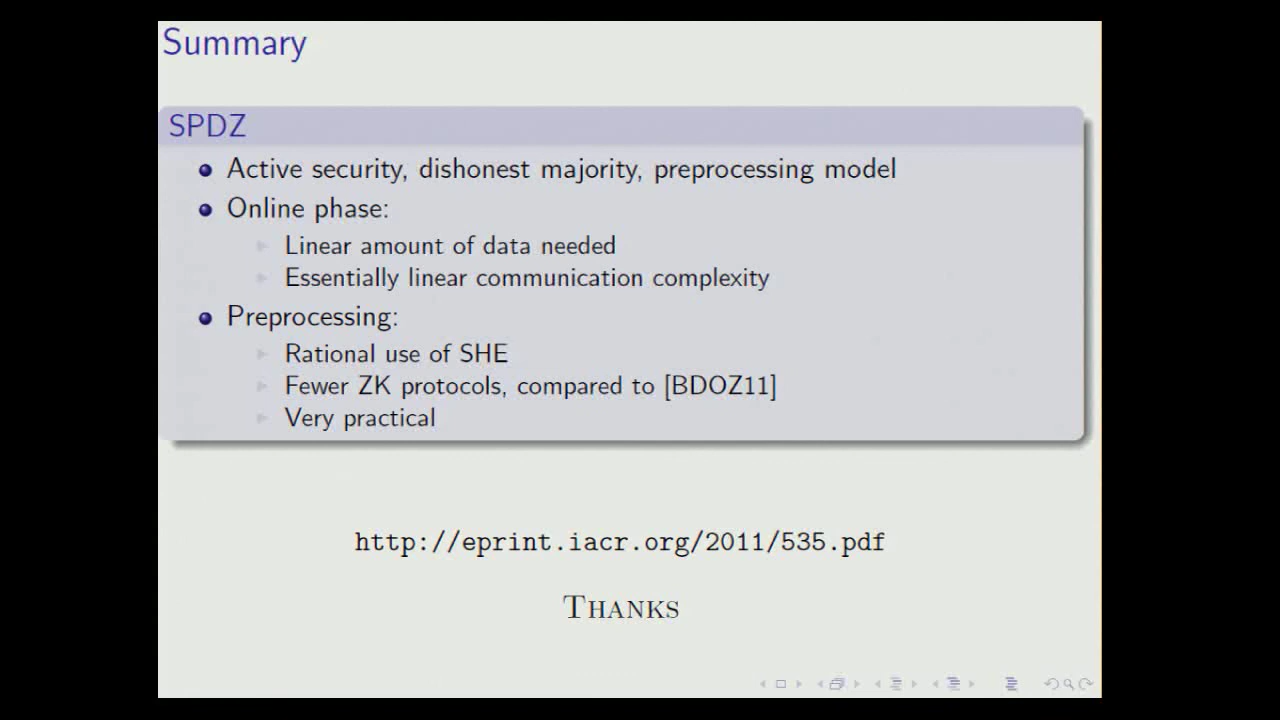 Summary
SPDZ
Active security, dishonest majority, preprocessing model
Online phase:
Linear amount of data needed
Essentially linear communication complexity
Preprocessing:
Rational use of SHE
Fewer ZK protocols, compared to [BDOZ11]
Very practical
http://eprint.iacr.org/2011/535.pdf
THANKS